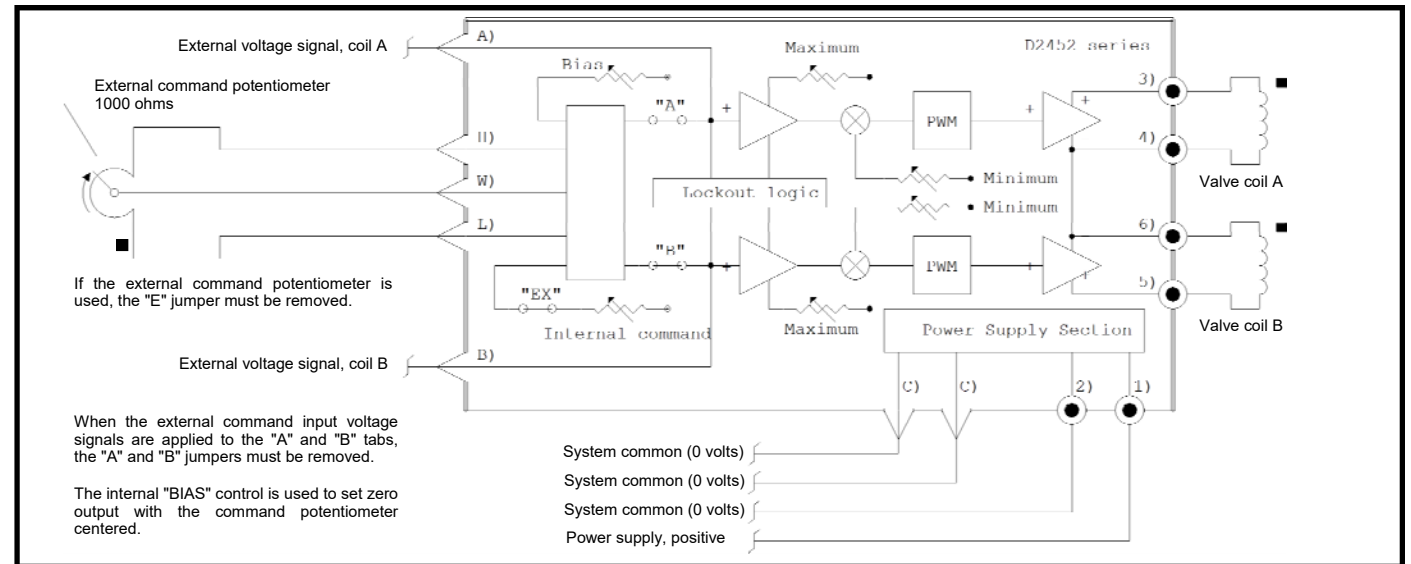 External voltage signal, coil A
A)
Maximum
D2452 series
Bias
External command potentiometer
1000 ohms
"A"
+
+
+
3)
PWM
H)
4)
W)
Minimum
Lockout logic
Minimum
Valve coil A
L)
6)
"B"
+
PWM
+
+
5)
If the external command potentiometer is
used, the "E" jumper must be removed.
"EX"
Internal command
Maximum
Power Supply Section
Valve coil B
External voltage signal, coil B
B)
C)
C)
2)
1)
When the external command input voltage
signals are applied to the "A" and "B" tabs,
the "A" and "B" jumpers must be removed.
System common (0 volts)
System common (0 volts)
The internal "BIAS" control is used to set zero
output with the command potentiometer
centered.
System common (0 volts)
Power supply, positive